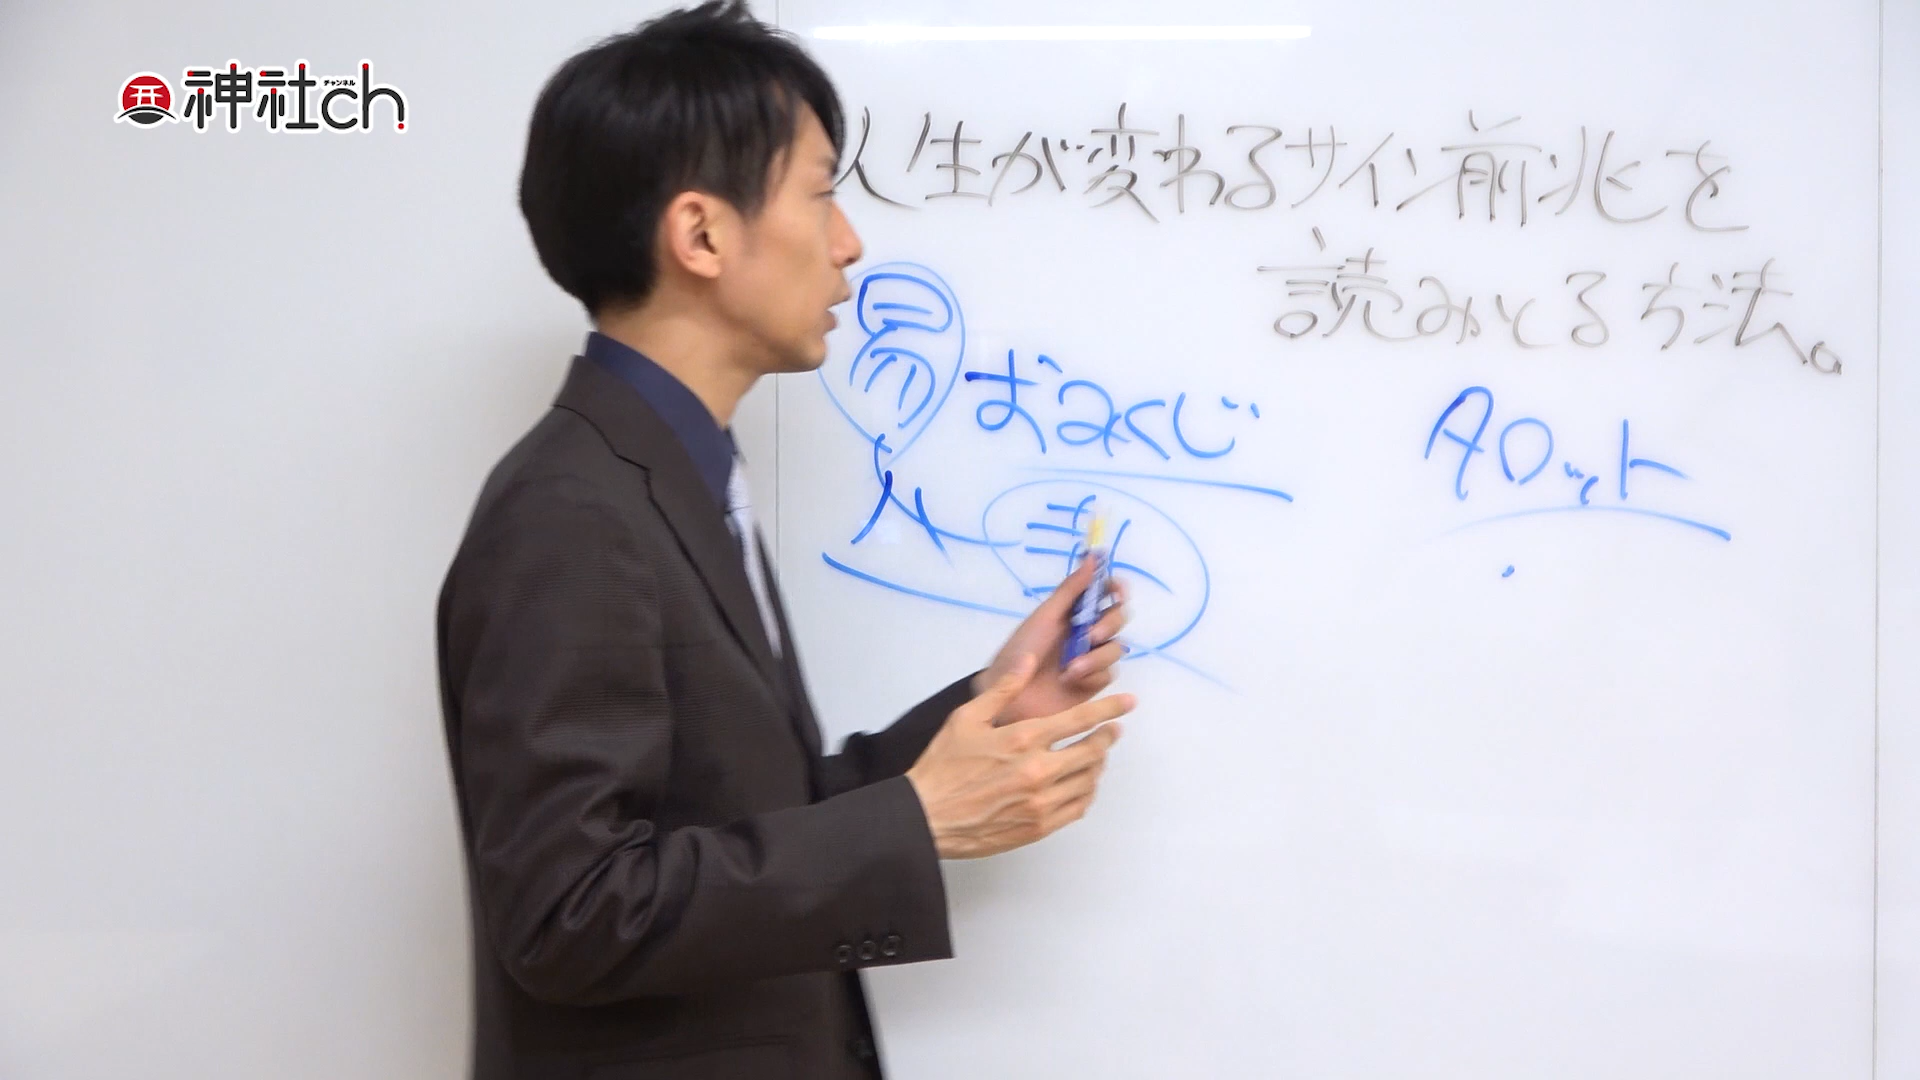 神社ch
チャンネル
人生が変わるサイン前兆を
読みとる方法。
易 おみくじ
タロット
八